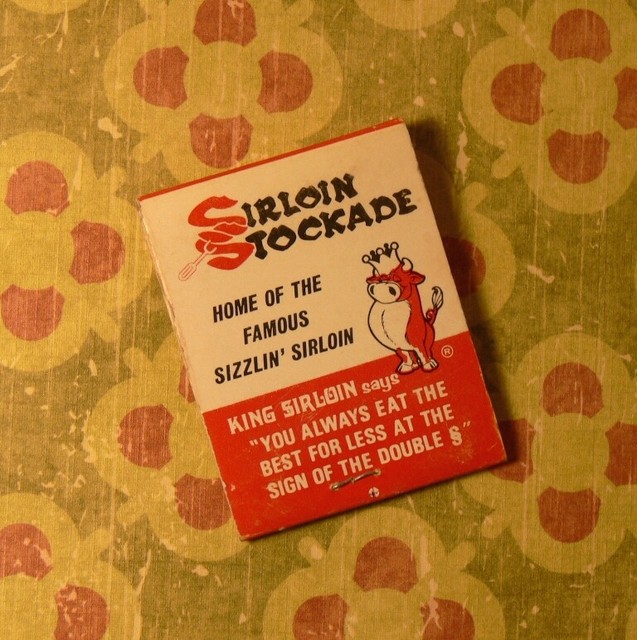 SIRLOIN
STOCKADE
HOME OF THE
FAMOUS
SIZZLIN' SIRLOIN
®
KING SIRLOIN says
"YOU ALWAYS EAT THE
BEST FOR LESS AT THE
SIGN OF THE DOUBLE §"